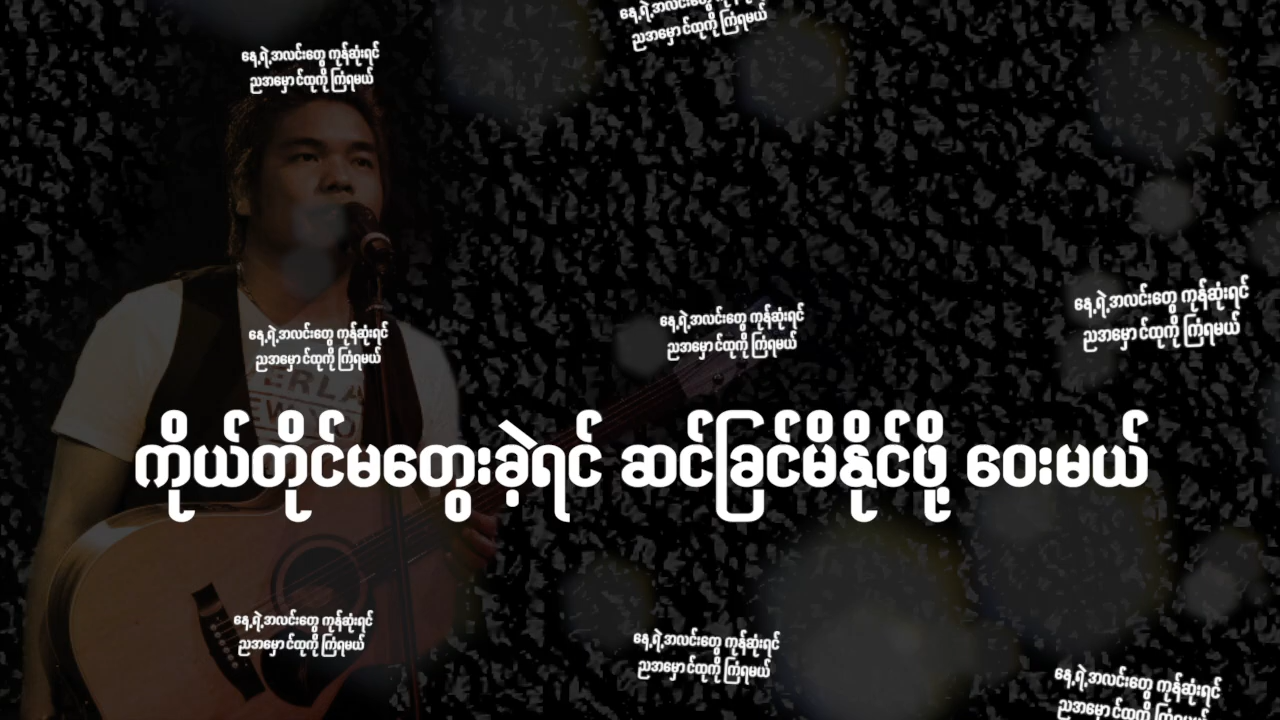 နေ့ရဲ့အလင်းတွေ ကုန်ဆုံးရင်
ညအမှောင်ထုကို ကြံရမယ်
နေ့ရဲ့အလင်းတွေ ကုန်ဆုံးရင်
ညအမှောင်ထုကို ကြံရမယ်
နေ့ရဲ့အလင်းတွေ ကုန်ဆုံးရင်
ညအမှောင်ထုကို ကြံရမယ်
နေ့ရဲ့အလင်းတွေ ကုန်ဆုံးရင်
ညအမှောင်ထုကို ကြံရမယ်
နေ့ရဲ့အလင်းတွေ ကုန်ဆုံးရင်
ညအမှောင်ထုကို ကြံရမယ်
ကိုယ်တိုင်မတွေးခဲ့ရင် ဆင်ခြင်မိနိုင်ဖို့ ဝေးမယ်
နေ့ရဲ့အလင်းတွေ ကုန်ဆုံးရင်
ညအမှောင်ထုကို ကြံရမယ်
နေ့ရဲ့အလင်းတွေ ကုန်ဆုံးရင်
ညအမှောင်ထုကို ကြံရမယ်
နေ့ရဲ့အလင်းတွေ ကုန်ဆုံးရင်
ညအမှောင်ထုကို ကြံရမယ်